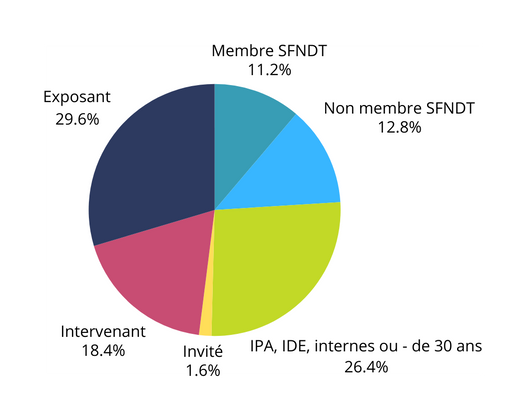 Membre SFNDT
11.2%
Exposant
29.6%
Non membre SFNDT
12.8%
Intervenant
18.4%
Invité
1.6%
IPA, IDE, internes ou - de 30 ans
26.4%